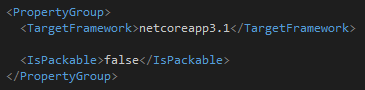 <PropertyGroup>
<TargetFramework>netcoreapp3.1</TargetFramework>
<IsPackable>false</IsPackable>
</PropertyGroup>